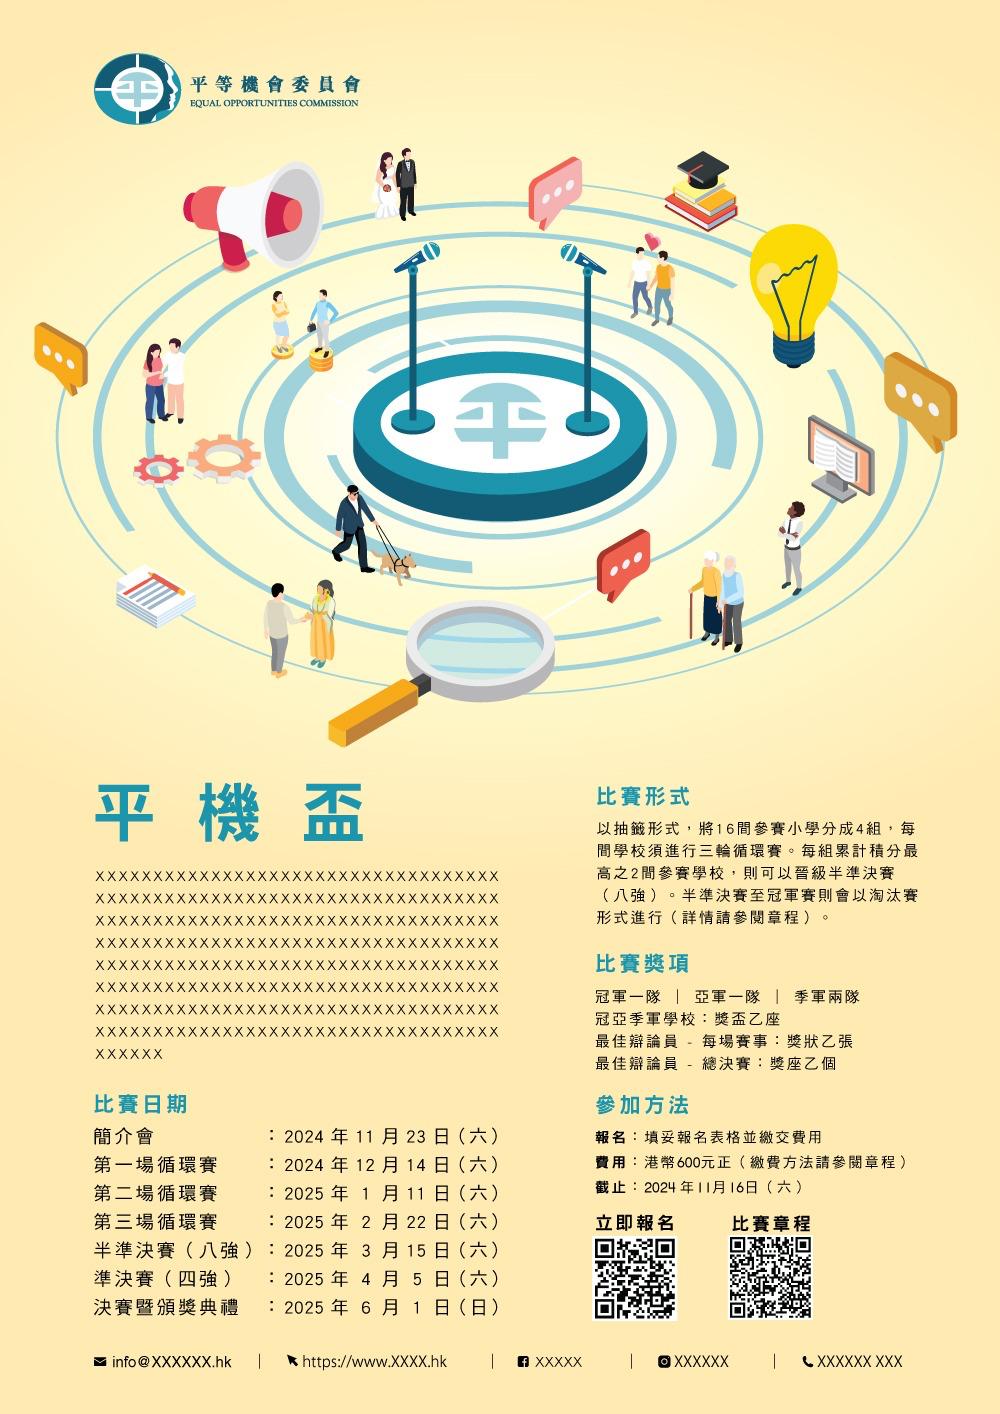 平等機會委員會
EQUAL OPPORTUNITIES COMMISSION
平機盃
XXXXXXXXXXXXXXXXXXXXXXXXXXXXXXXXX
XXXXXXXXXXXXXXXXXXXXXXXXXXXXXXXXX
XXXXXXXXXXXXXXXXXXXXXXXXXXXXXXXXX
XXXXXXXXXXXXXXXXXXXXXXXXXXXXXXXXX
XXXXXXXXXXXXXXXXXXXXXXXXXXXXXXXXX
XXXXXXXXXXXXXXXXXXXXXXXXXXXXXXXXX
XXXXXXXXXXXXXXXXXXXXXXXXXXXXXXXXX
XXXXXXXXXXXXXXXXXXXXXXXXXXXXXXXXX
XXXXXX
比賽日期
簡介會 : 2024 年 11 月 23 日 (六)
第一場循環賽 : 2024 年 12 月 14 日 (六)
第二場循環賽 : 2025 年 1 月 11 日 (六)
第三場循環賽 : 2025 年 2 月 22 日 (六)
半準決賽(八強) : 2025 年 3 月 15 日 (六)
準決賽(四強) : 2025 年 4 月 5 日 (六)
決賽暨頒獎典禮 : 2025 年 6 月 1 日 (日)
比賽形式
以抽籤形式，將16間參賽小學分成4組，每
間學校須進行三輪循環賽。每組累計積分最
高之2間參賽學校，則可以晉級半準決賽
（八強）。半準決賽至冠軍賽則會以淘汰賽
形式進行（詳情請參閱章程）。
比賽獎項
冠軍一隊 | 亞軍一隊 | 季軍兩隊
冠亞季軍學校：獎盃乙座
最佳辯論員 - 每場賽事：獎狀乙張
最佳辯論員 - 總決賽：獎座乙個
參加方法
報名：填妥報名表格並繳交費用
費用：港幣600元正（繳費方法請參閱章程）
截止：2024 年11月16日（六）
立即報名 比賽章程
info@XXXXXX.hk | https://www.XXXX.hk | XXXXX | XXXXXX | XXXXXX XXX